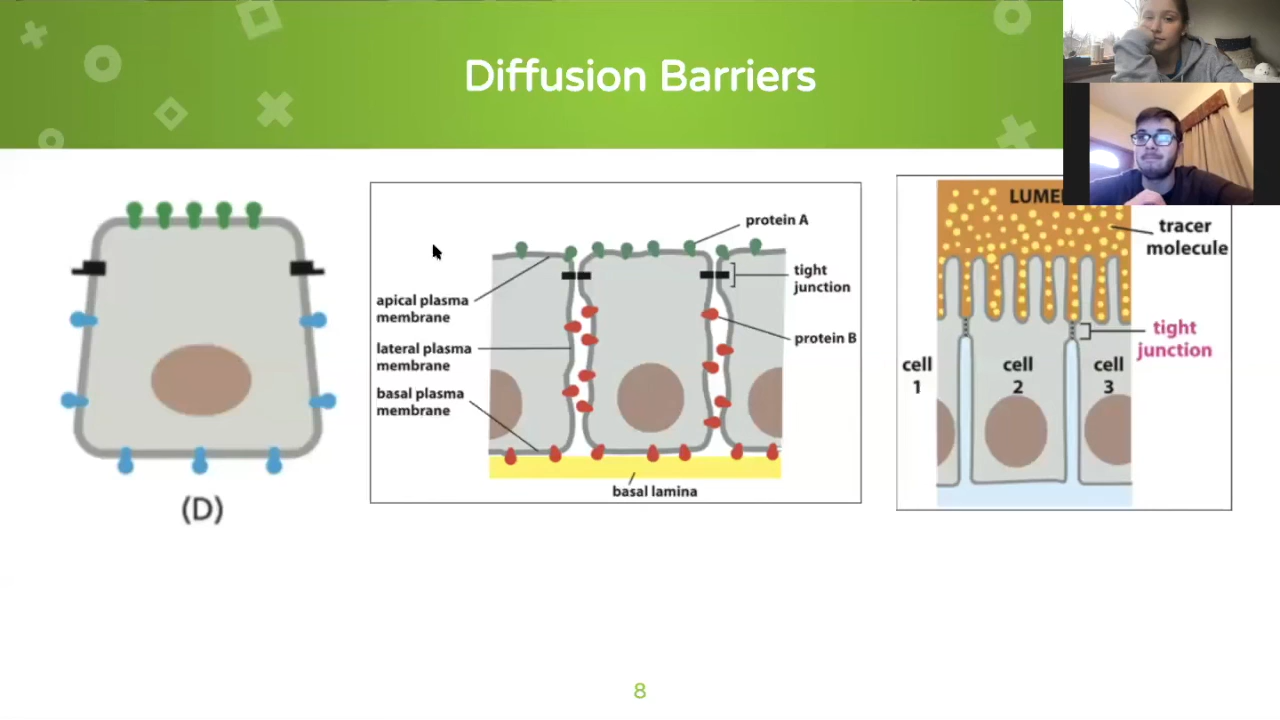 Diffusion Barriers
(D)
protein A
tight
junction
apical plasma
membrane
protein B
lateral plasma
membrane
basal plasma
membrane
basal lamina
LUME
tracer
molecule
tight
junction
cell
1
cell
2
cell
3
8